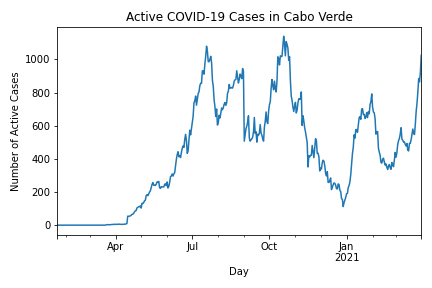 Active COVID-19 Cases in Cabo Verde
Number of Active Cases
1000
800
600
400
200
0
Apr
Jul
Oct
Jan
2021
Day